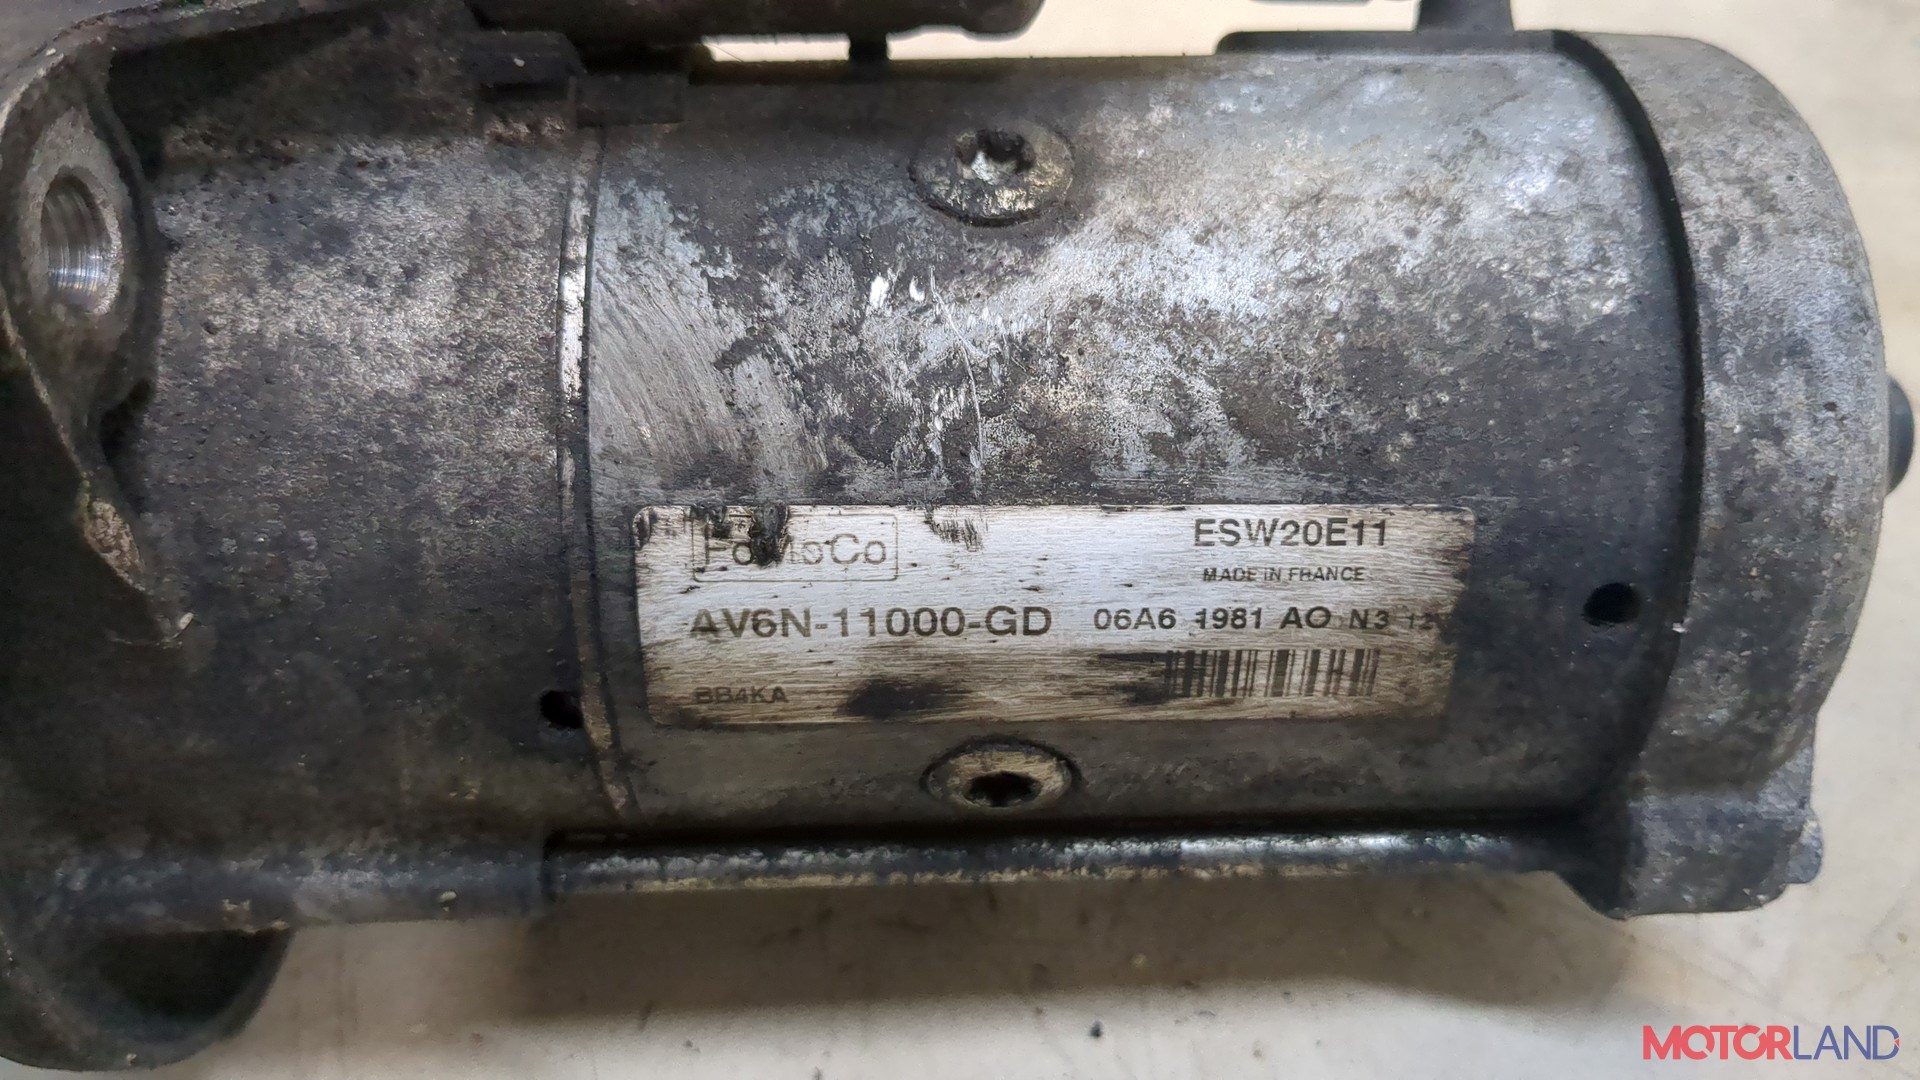 FoMoCo
ESW20E11
MADE IN FRANCE
AV6N-11000-GD 06A6 1981 AO N3 12V
BB4KA
MOTORLAND